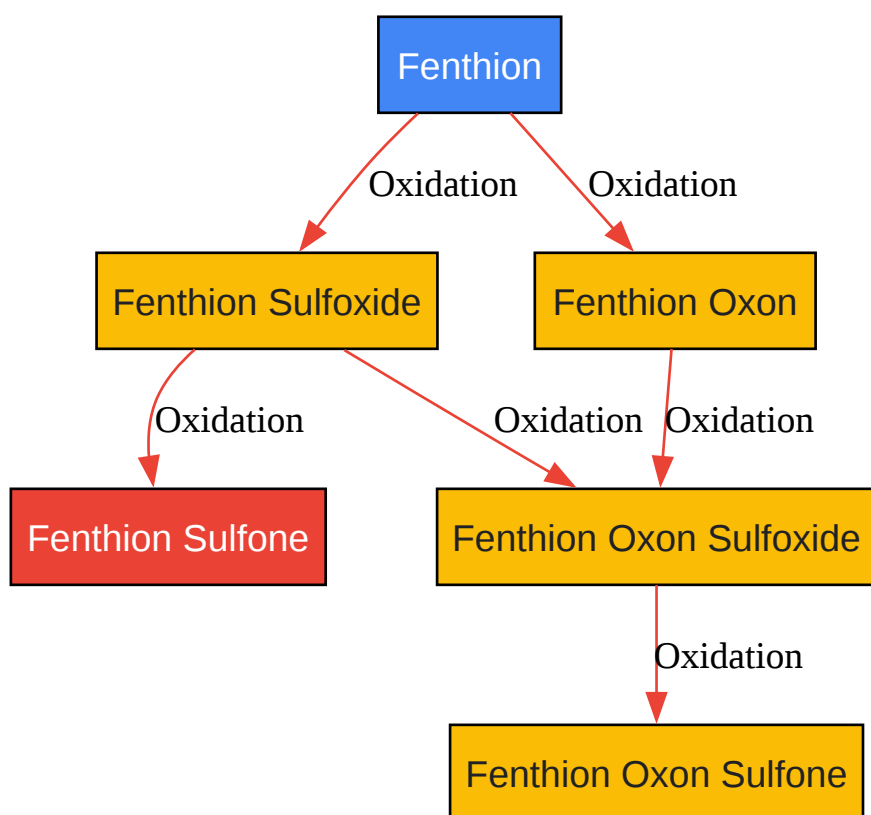 Fenthion
Oxidation
Oxidation
Fenthion Sulfoxide
Fenthion Oxon
Oxidation
Oxidation
Oxidation
Fenthion Sulfone
Fenthion Oxon Sulfoxide
Oxidation
Fenthion Oxon Sulfone